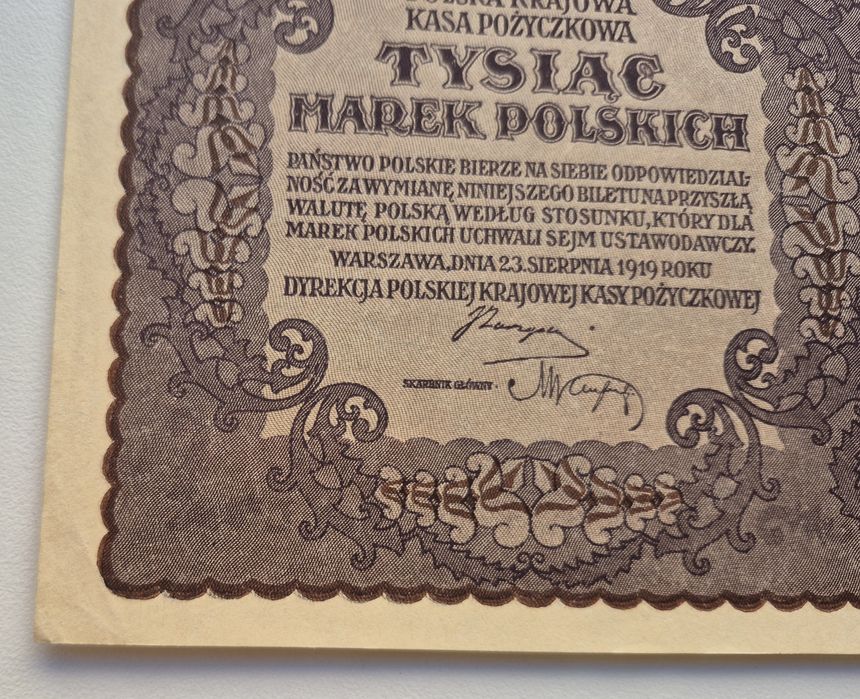 POLSKA KRAJOWA
KASA POŻYCZKOWA
TYSIĄC
MAREK POLSKICH
PAŃSTWO POLSKIE BIERZE NA SIEBIE ODPOWIEDZIAL-
NOŚĆ ZA WYMIANĘ NINIEJSZEGO BILETU NA PRZYSZŁĄ
WALUTĘ POLSKĄ WEDŁUG STOSUNKU, KTÓRY DLA
MAREK POLSKICH UCHWALI SEJM USTAWODAWCZY.
WARSZAWA, DNIA 23. SIERPNIA 1919 ROKU
DYREKCJA POLSKIEJ KRAJOWEJ KASY POŻYCZKOWEJ
SKARBNIK GŁÓWNY